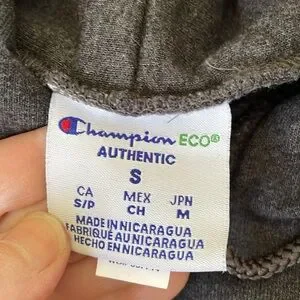 Champion ECO®
AUTHENTIC
S
CA MEX JPN
S/P CH M
MADE IN NICARAGUA
FABRIQUÉ AU NICARAGUA
HECHO EN NICARAGUA